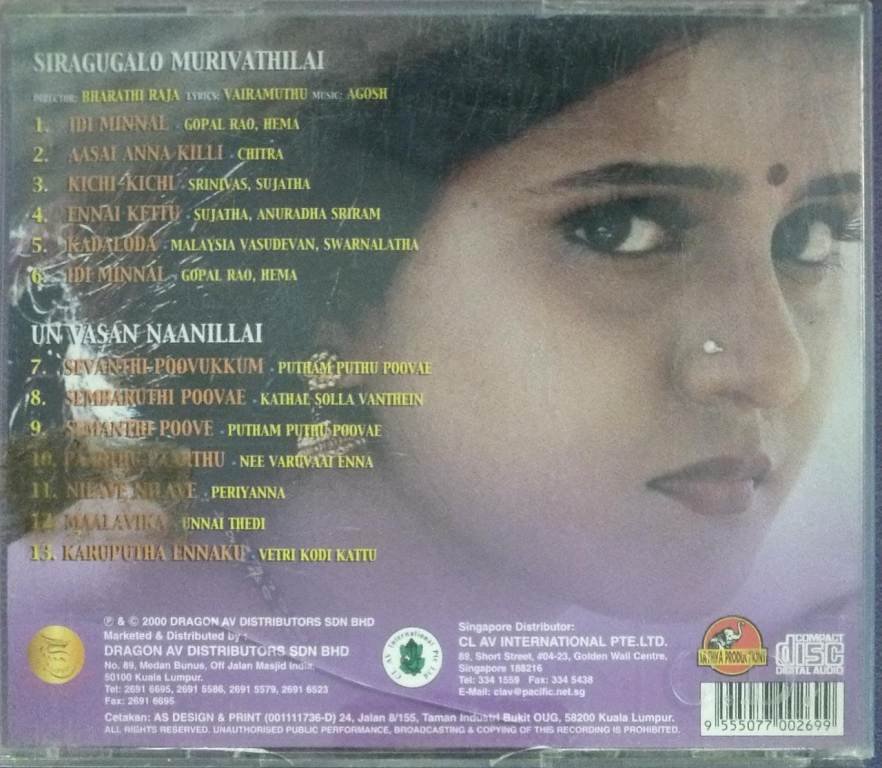 SIRAGUGALO MURIVATHILAI
DIRECTOR: BHARATHI RAJA LYRICS: VAIRAMUTHU MUSIC: AGOSH
1. IDI MINNAL - GOPAL RAO, HEMA
2. AASAI ANNA KILLI - CHITRA
3. KICHI-KICHI - SRINIVAS, SUJATHA
4. ENNAI KETTU - SUJATHA, ANURADHA SRIRAM
5. KADALODA - MALAYSIA VASUDEVAN, SWARNALATHA
6. IDI MINNAL - GOPAL RAO, HEMA
UN VASAN NAANILLAI
7. SEVANTHI POOVUKKUM - PUTHAM PUTHU POOVAE
8. SEMBARUTHI POOVAE - KATHAL SOLLA VANTHEIN
9. SEMANTHI POOVE - PUTHAM PUTHU POOVAE
10. - NEE VARUVAAI ENNA
11. NILAVE NILAVE - PERIYANNA
12. MAALAVIKA - UNNAI THEDI
13. KARUPUTHA ENNAKU - VETRI KODI KATTU
℗ & © 2000 DRAGON AV DISTRIBUTORS SDN BHD
Marketed & Distributed by :
DRAGON AV DISTRIBUTORS SDN BHD
No. 89, Medan Bunus, Off Jalan Masjid India,
50100 Kuala Lumpur.
Tel: 2691 6695, 2691 5586, 2691 5579, 2691 6523
Fax: 2691 6695
AV International Pte Ltd
Singapore Distributor:
CL AV INTERNATIONAL PTE.LTD.
88, Short Street, #04-23, Golden Wall Centre,
Singapore 188216
Tel: 334 1559 Fax: 334 5438
E-Mail: clav@pacific.net.sg
PRODUCTION
COMPACT
disc
DIGITAL AUDIO
9 555077 002699
Cetakan: AS DESIGN & PRINT (001111736-D) 24, Jalan 8/155, Taman Industri Bukit OUG, 58200 Kuala Lumpur.
ALL RIGHTS RESERVED. UNAUTHORISED PUBLIC PERFORMANCE, BROADCASTING & COPYING OF THIS RECORDING IS PROHIBITED.